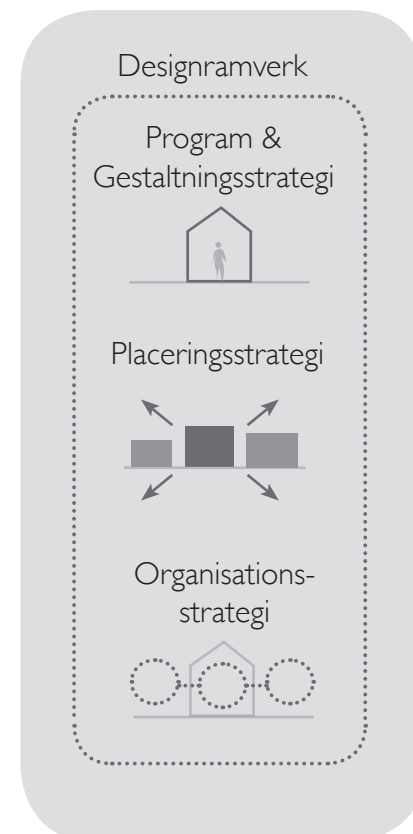 Designramverk
Program &
Gestaltningsstrategi
Placeringsstrategi
Organisations-
strategi